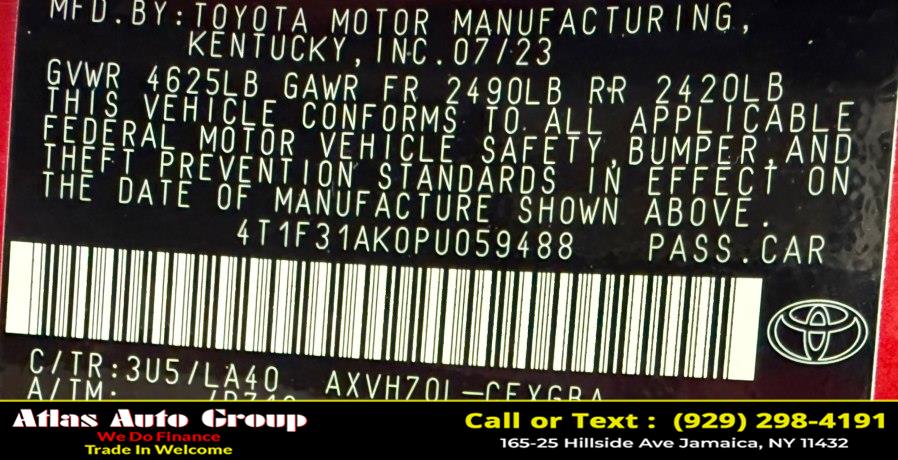 MFD.BY:TOYOTA MOTOR MANUFACTURING,
KENTUCKY,INC.07/23
GVWR 4625LB GAWR FR 2490LB RR 2420LB
THIS VEHICLE CONFORMS TO ALL APPLICABLE
FEDERAL MOTOR VEHICLE SAFETY,BUMPER,AND
THEFT PREVENTION STANDARDS IN EFFECT ON
THE DATE OF MANUFACTURE SHOWN ABOVE.
4T1F31AK0PU059488 PASS.CAR
C/TR:3U5/LA40 AXVH70L-CEXGBA
A/TM:
Atlas Auto Group
We Do Finance
Trade In Welcome
Call or Text : (929) 298-4191
165-25 Hillside Ave Jamaica, NY 11432